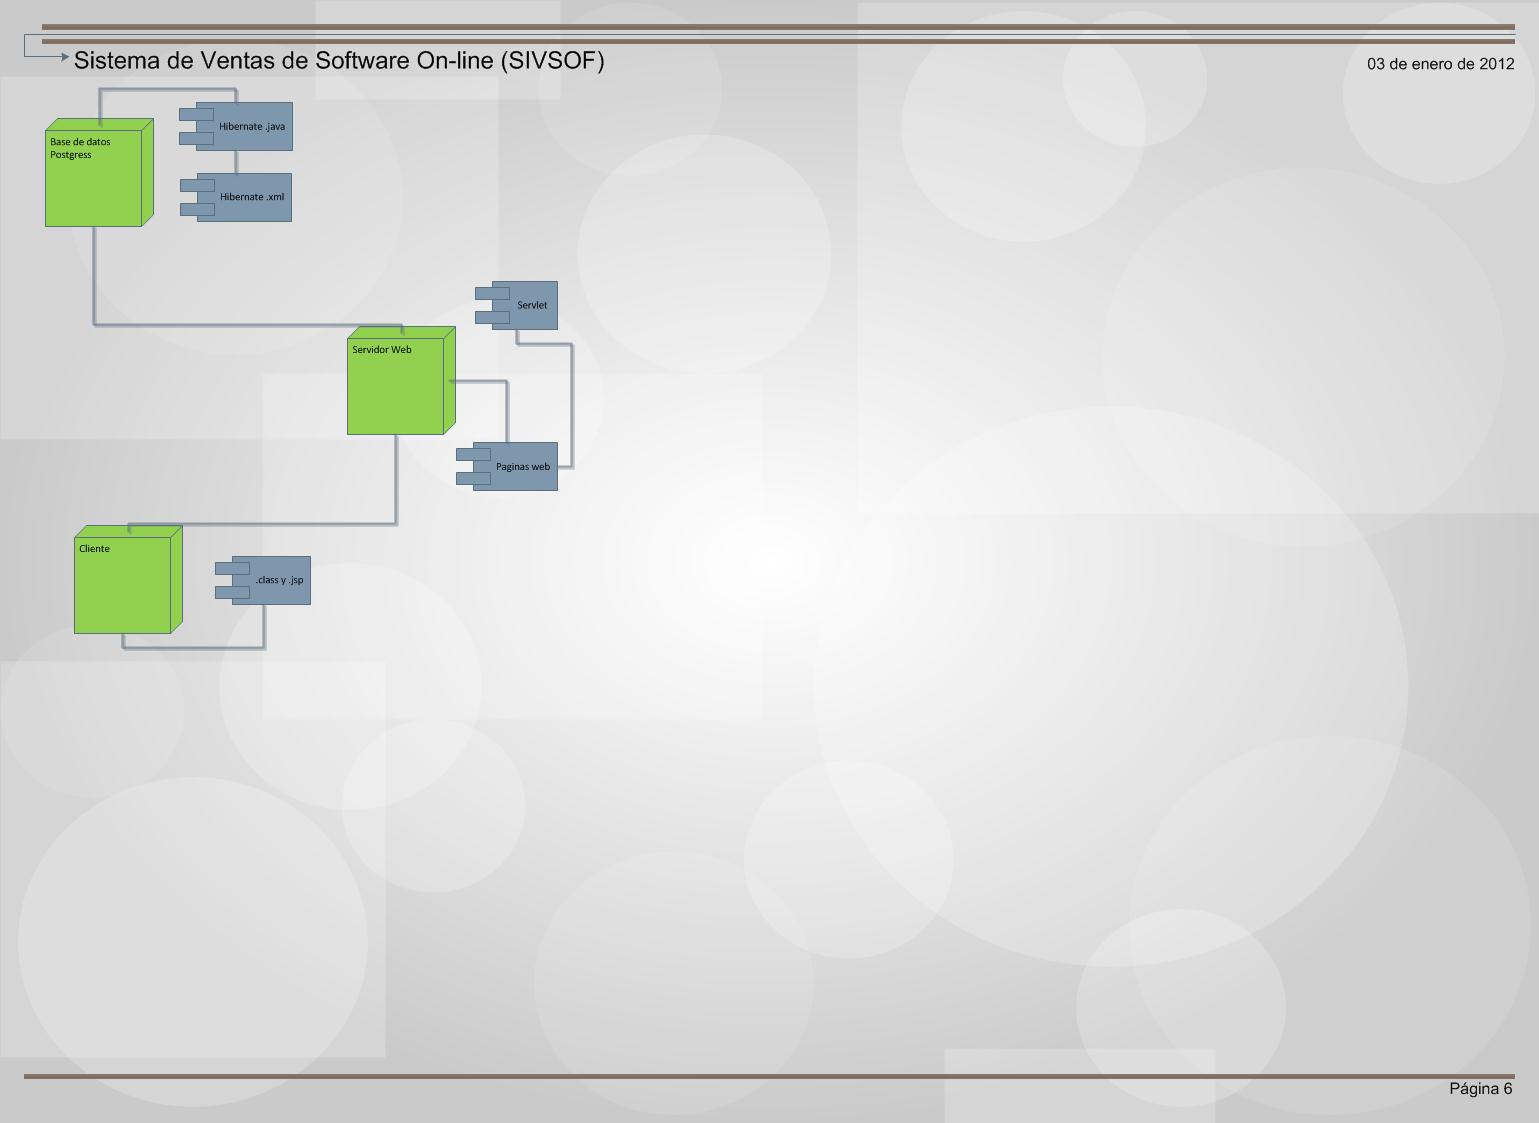 Sistema de Ventas de Software On-line (SIVSOF)
03 de enero de 2012
Base de datos
Postgress
Hibernate .java
Hibernate .xml
Servlet
Servidor Web
Paginas web
Cliente
.class y .jsp
Página 6